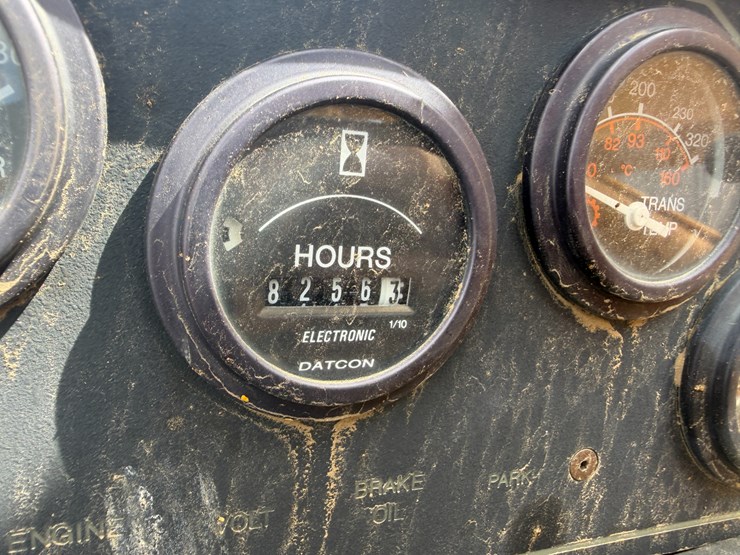 HOURS
8 2 5 6 3
1/10
ELECTRONIC
DATCON
200
230
320
82 93
110
160
°C
TRANS
TEMP
ENGINE
VOLT
BRAKE
OIL
PARK